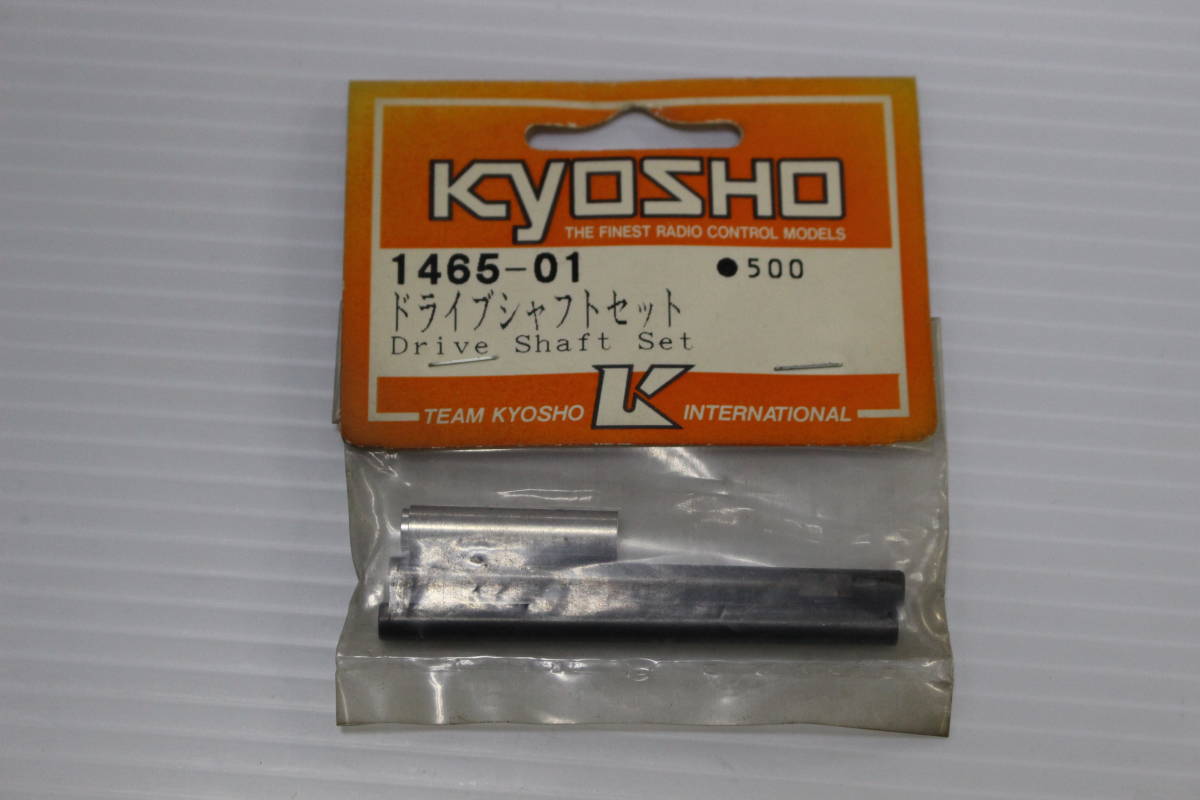 KYOSHO
THE FINEST RADIO CONTROL MODELS
1465-01 ●500
ドライブシャフトセット
Drive Shaft Set
TEAM KYOSHO K INTERNATIONAL